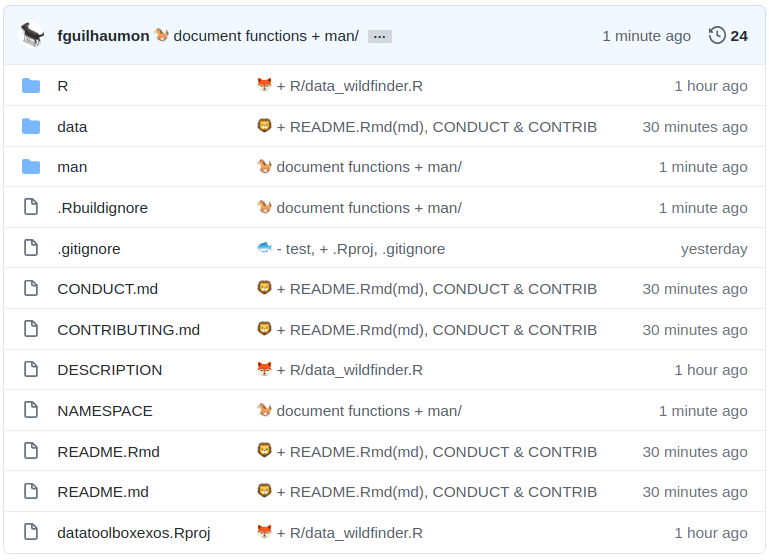 fguilhaumon 🐿️ document functions + man/ ... 1 minute ago 24
R 🦊 + R/data_wildfinder.R 1 hour ago
data 🦁 + README.Rmd(md), CONDUCT & CONTRIB 30 minutes ago
man 🐿️ document functions + man/ 1 minute ago
.Rbuildignore 🐿️ document functions + man/ 1 minute ago
.gitignore 🐟 - test, + .Rproj, .gitignore yesterday
CONDUCT.md 🦁 + README.Rmd(md), CONDUCT & CONTRIB 30 minutes ago
CONTRIBUTING.md 🦁 + README.Rmd(md), CONDUCT & CONTRIB 30 minutes ago
DESCRIPTION 🦊 + R/data_wildfinder.R 1 hour ago
NAMESPACE 🐿️ document functions + man/ 1 minute ago
README.Rmd 🦁 + README.Rmd(md), CONDUCT & CONTRIB 30 minutes ago
README.md 🦁 + README.Rmd(md), CONDUCT & CONTRIB 30 minutes ago
datatoolboxexos.Rproj 🦊 + R/data_wildfinder.R 1 hour ago